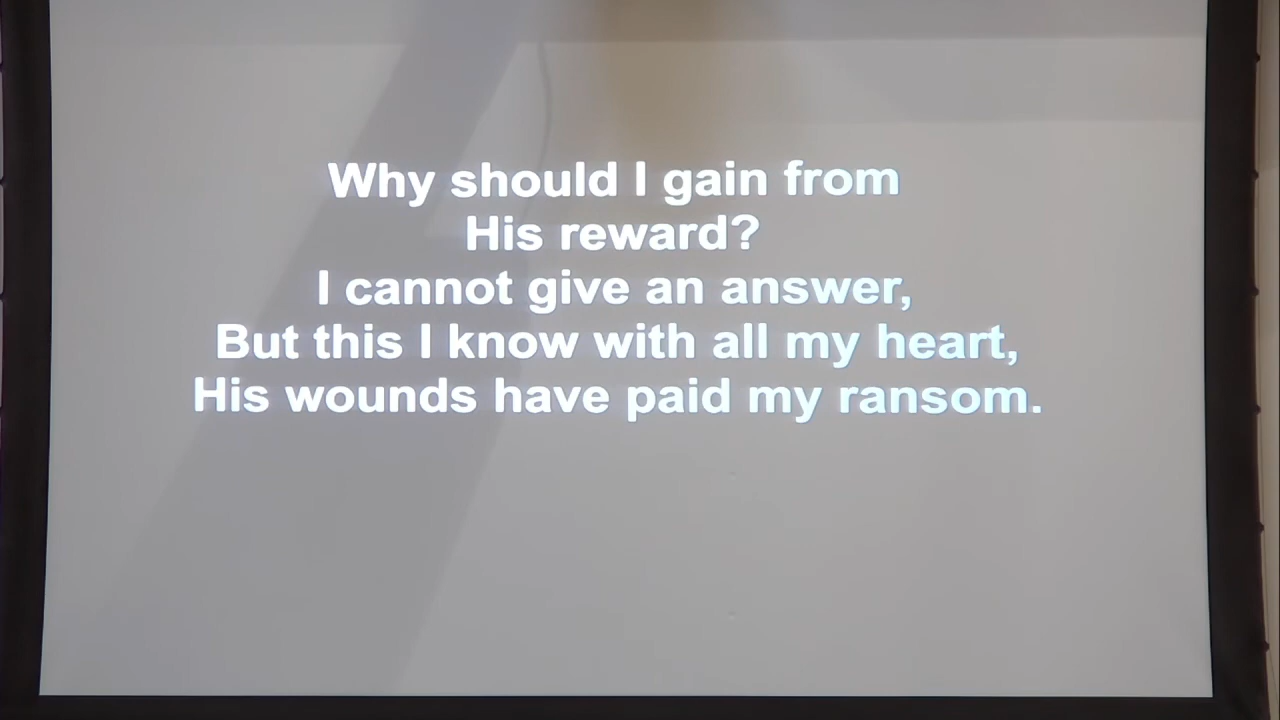 Why should I gain from
His reward?
I cannot give an answer,
But this I know with all my heart,
His wounds have paid my ransom.